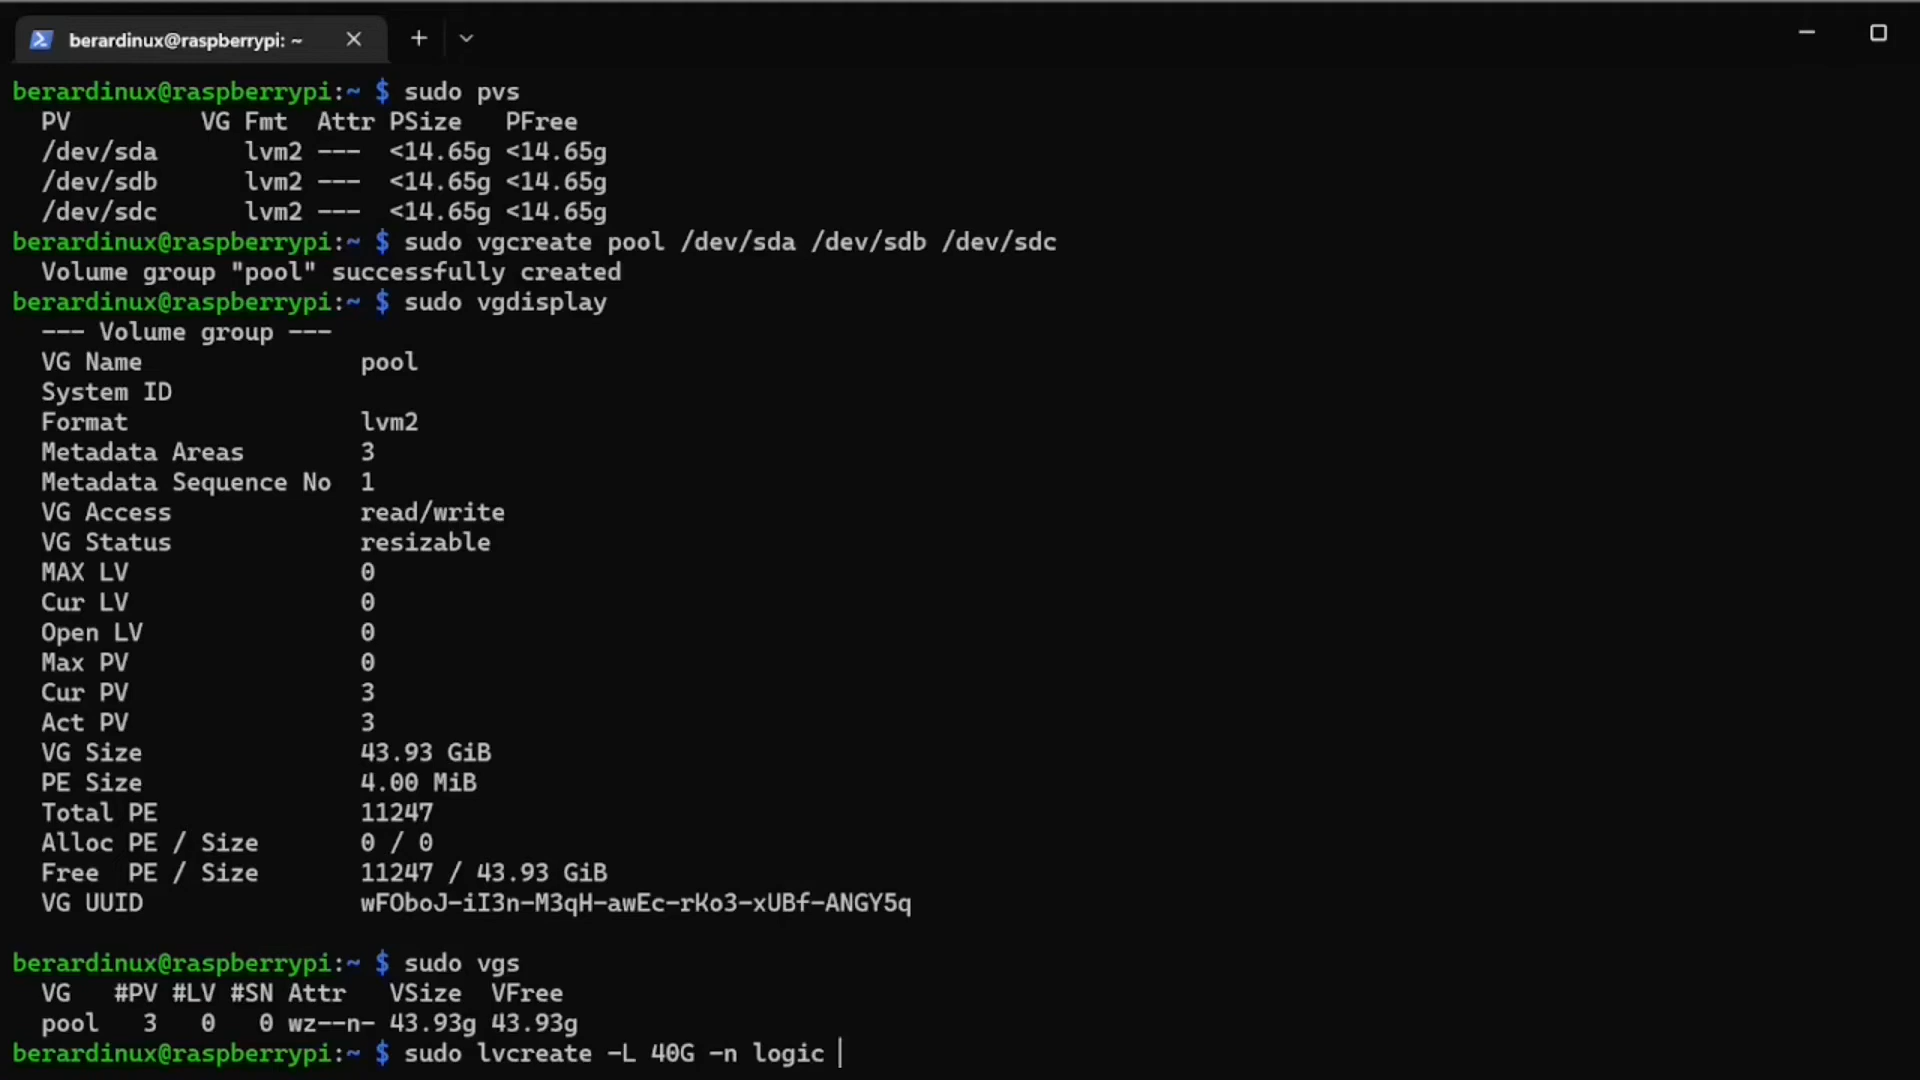 berardinux@raspberrypi: ~
berardinux@raspberrypi:~ $ sudo pvs
PV         VG Fmt  Attr PSize   PFree
/dev/sda      lvm2 ---  <14.65g <14.65g
/dev/sdb      lvm2 ---  <14.65g <14.65g
/dev/sdc      lvm2 ---  <14.65g <14.65g
berardinux@raspberrypi:~ $ sudo vgcreate pool /dev/sda /dev/sdb /dev/sdc
Volume group "pool" successfully created
berardinux@raspberrypi:~ $ sudo vgdisplay
--- Volume group ---
VG Name               pool
System ID
Format                lvm2
Metadata Areas        3
Metadata Sequence No  1
VG Access             read/write
VG Status             resizable
MAX LV                0
Cur LV                0
Open LV               0
Max PV                0
Cur PV                3
Act PV                3
VG Size               43.93 GiB
PE Size               4.00 MiB
Total PE              11247
Alloc PE / Size       0 / 0
Free  PE / Size       11247 / 43.93 GiB
VG UUID               wFOboJ-iI3n-M3qH-awEc-rKo3-xUBf-ANGY5q
berardinux@raspberrypi:~ $ sudo vgs
VG   #PV #LV #SN Attr   VSize  VFree
pool   3   0   0 wz--n- 43.93g 43.93g
berardinux@raspberrypi:~ $ sudo lvcreate -L 40G -n logic